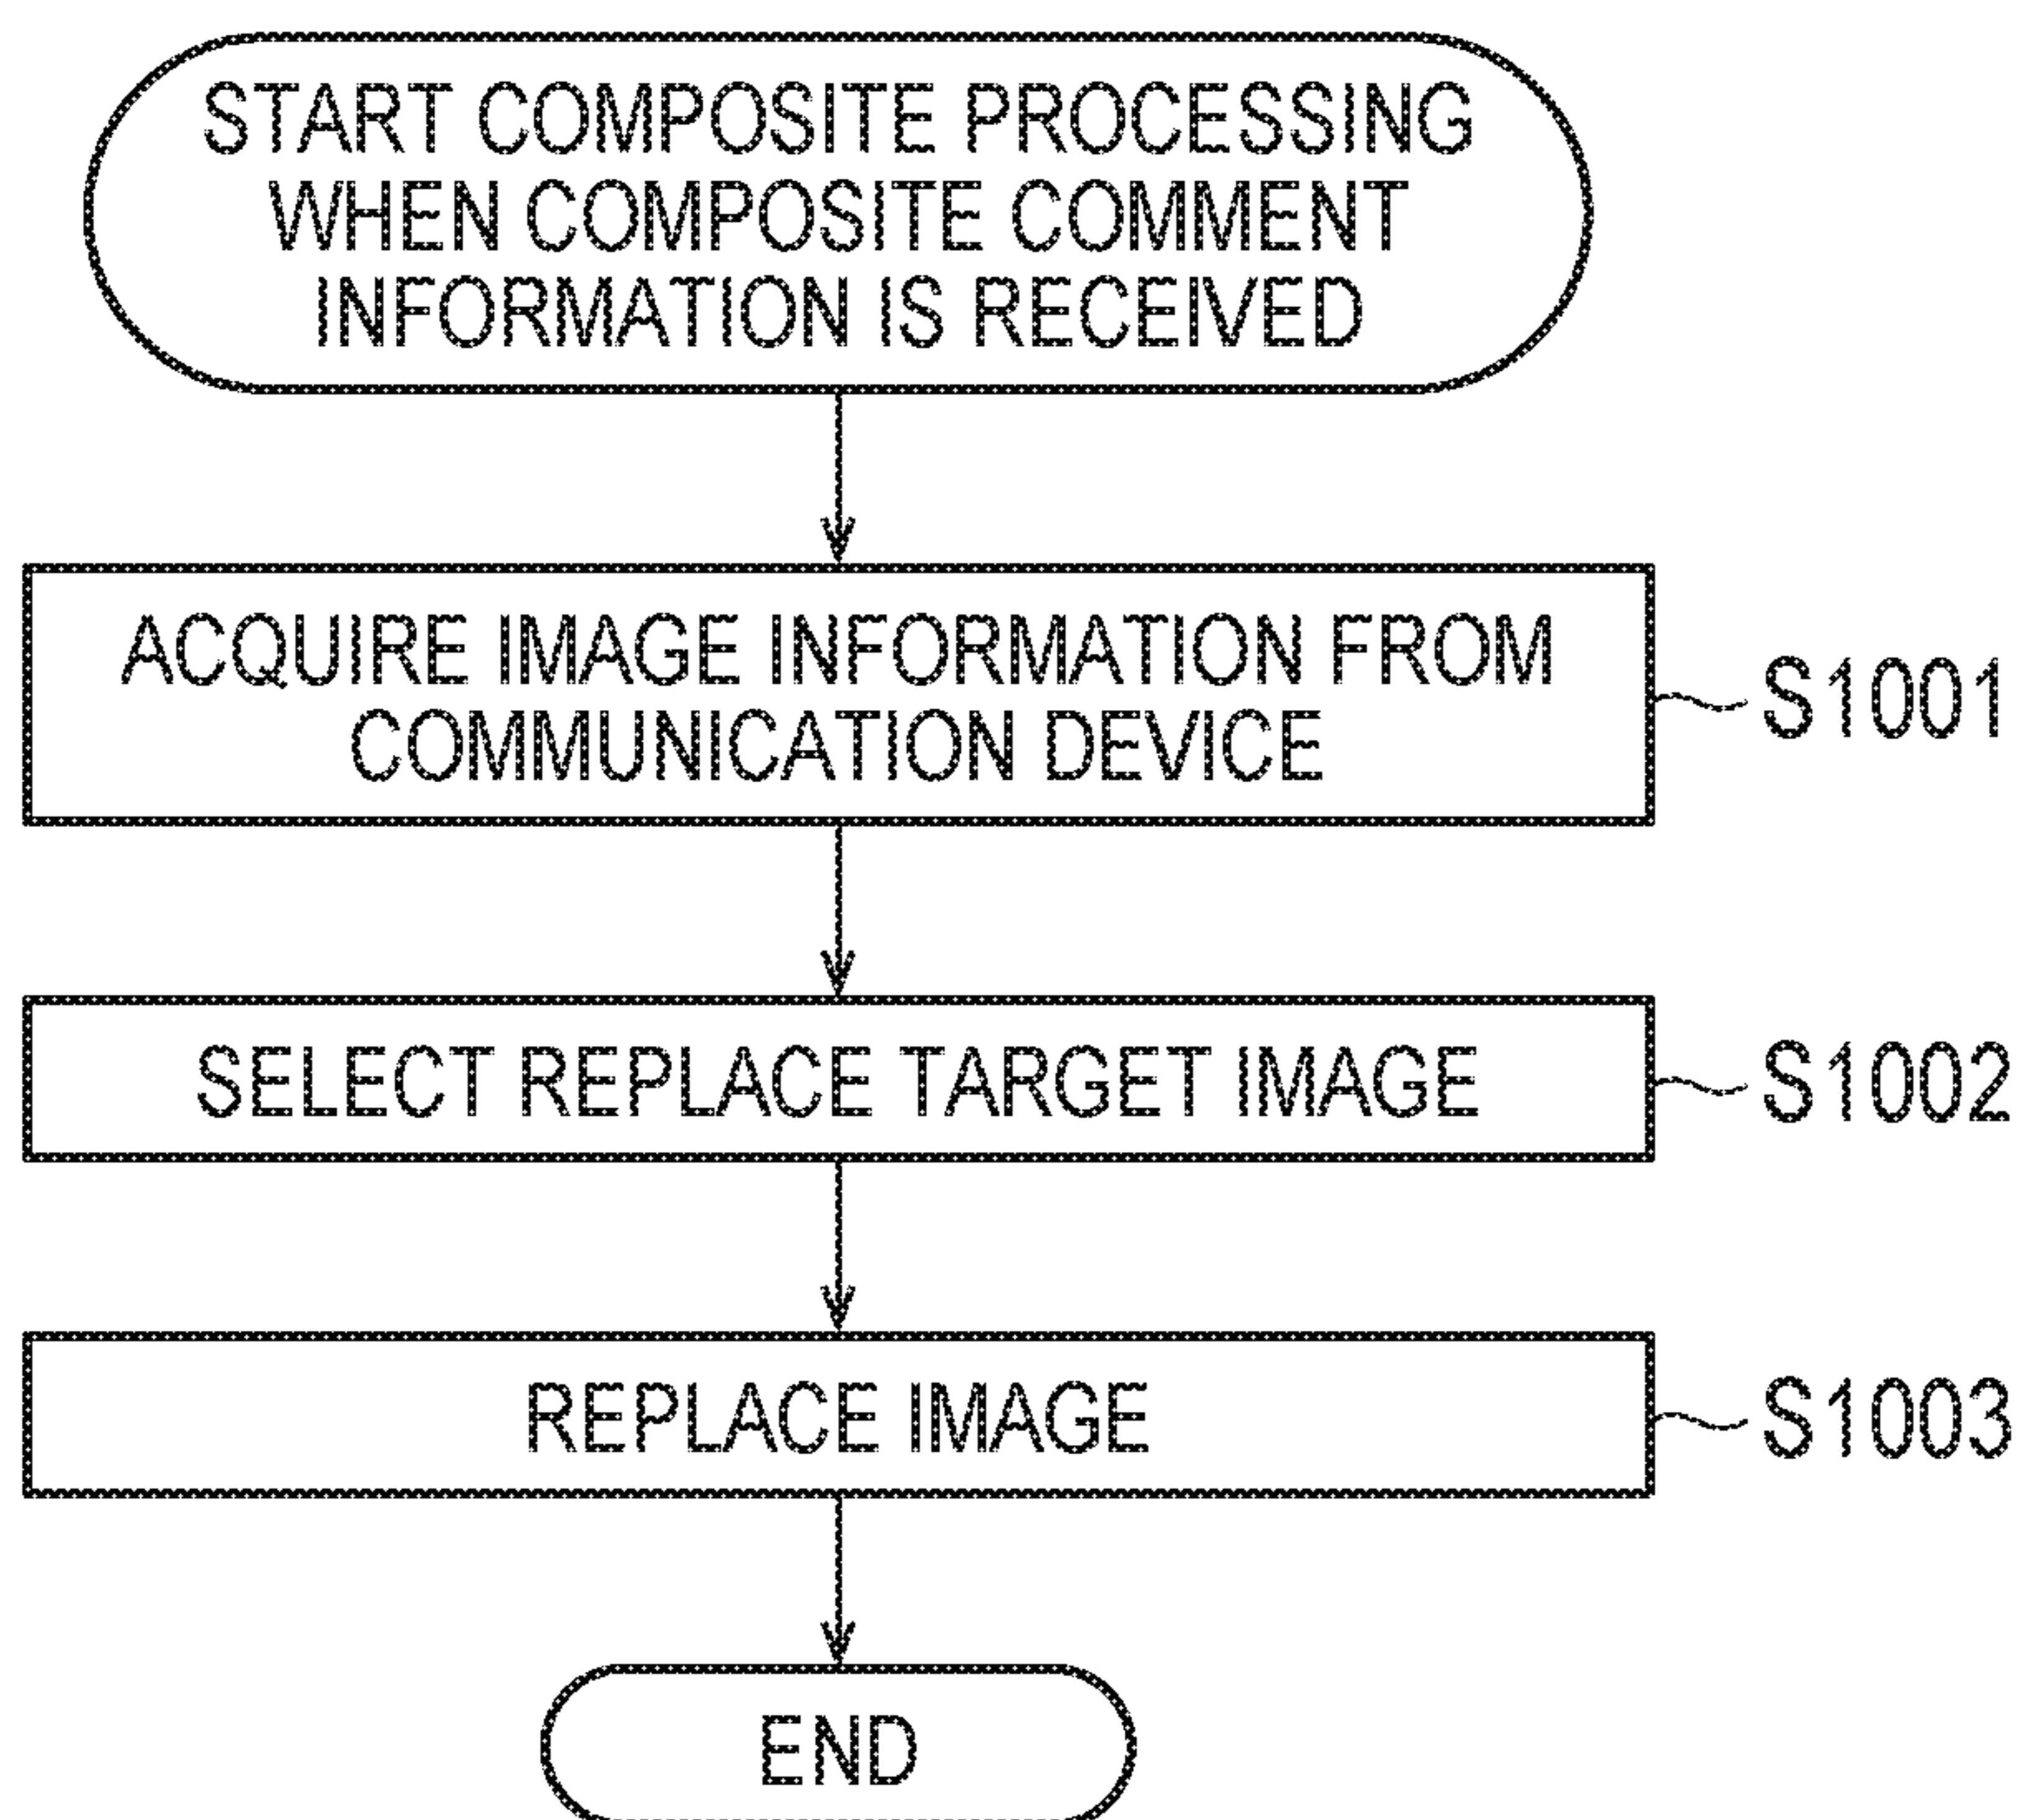 START COMPOSITE PROCESSING
WHEN COMPOSITE COMMENT
INFORMATION IS RECEIVED
ACQUIRE IMAGE INFORMATION FROM
COMMUNICATION DEVICE
S1001
SELECT REPLACE TARGET IMAGE
S1002
REPLACE IMAGE
S1003
END